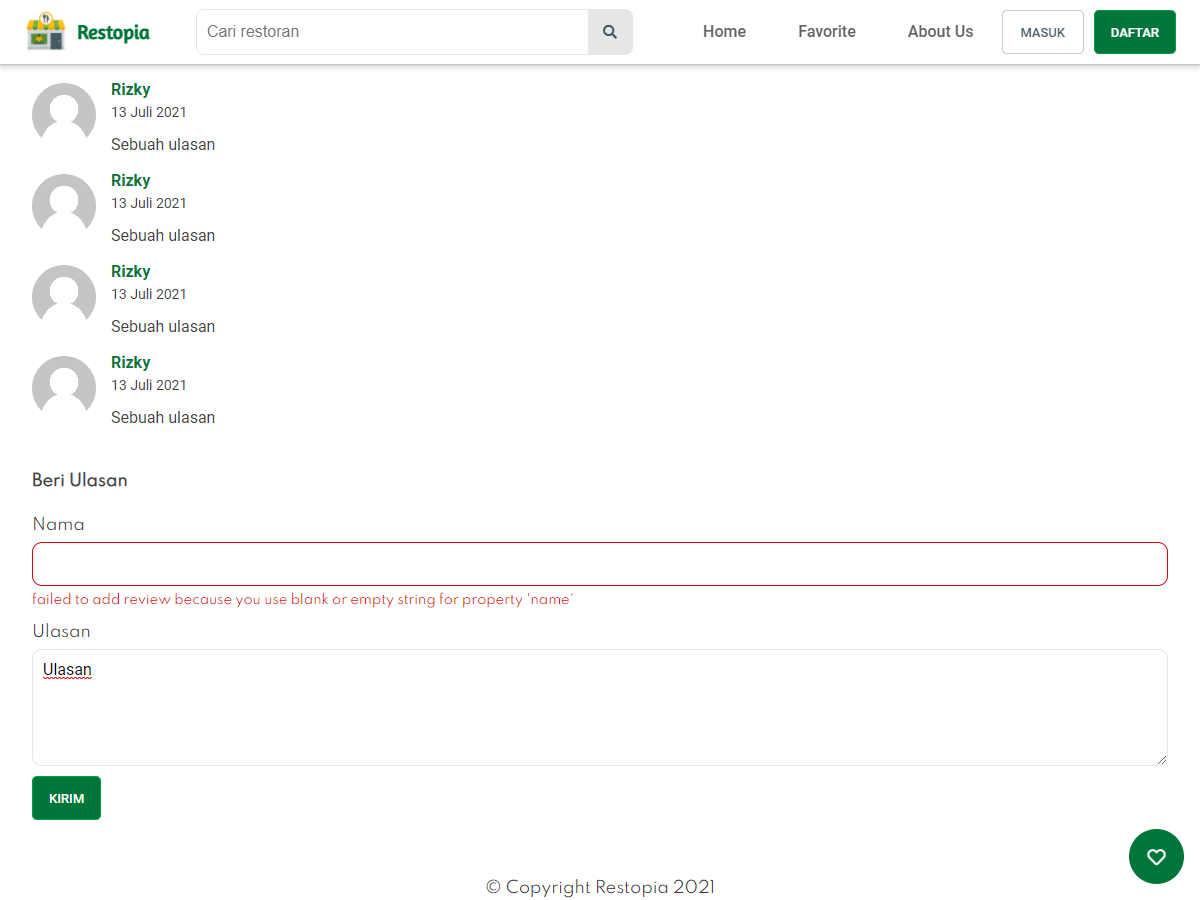 Restopia
Cari restoran
Home
Favorite
About Us
MASUK
DAFTAR
Rizky
13 Juli 2021
Sebuah ulasan
Rizky
13 Juli 2021
Sebuah ulasan
Rizky
13 Juli 2021
Sebuah ulasan
Rizky
13 Juli 2021
Sebuah ulasan
Beri Ulasan
Nama
failed to add review because you use blank or empty string for property 'name'
Ulasan
Ulasan
KIRIM
© Copyright Restopia 2021